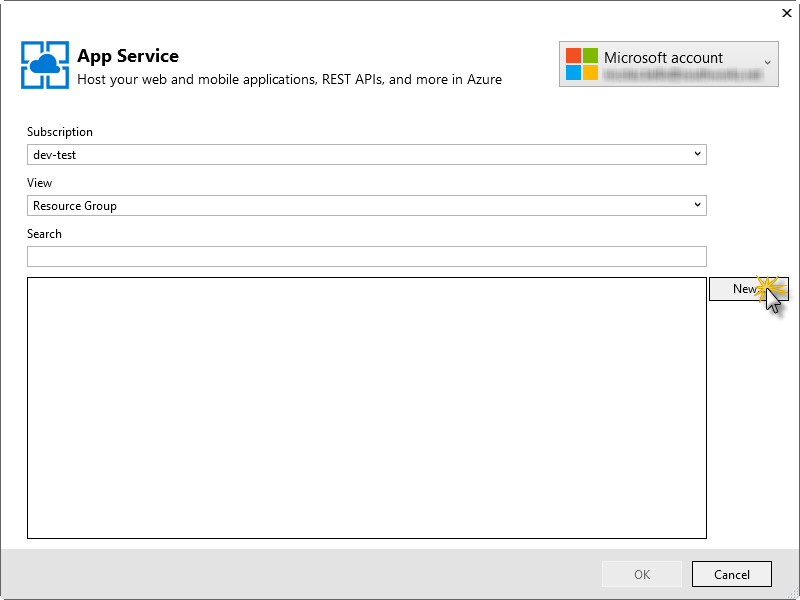 App Service
Host your web and mobile applications, REST APIs, and more in Azure
Microsoft account
Subscription
dev-test
View
Resource Group
Search
New
OK
Cancel